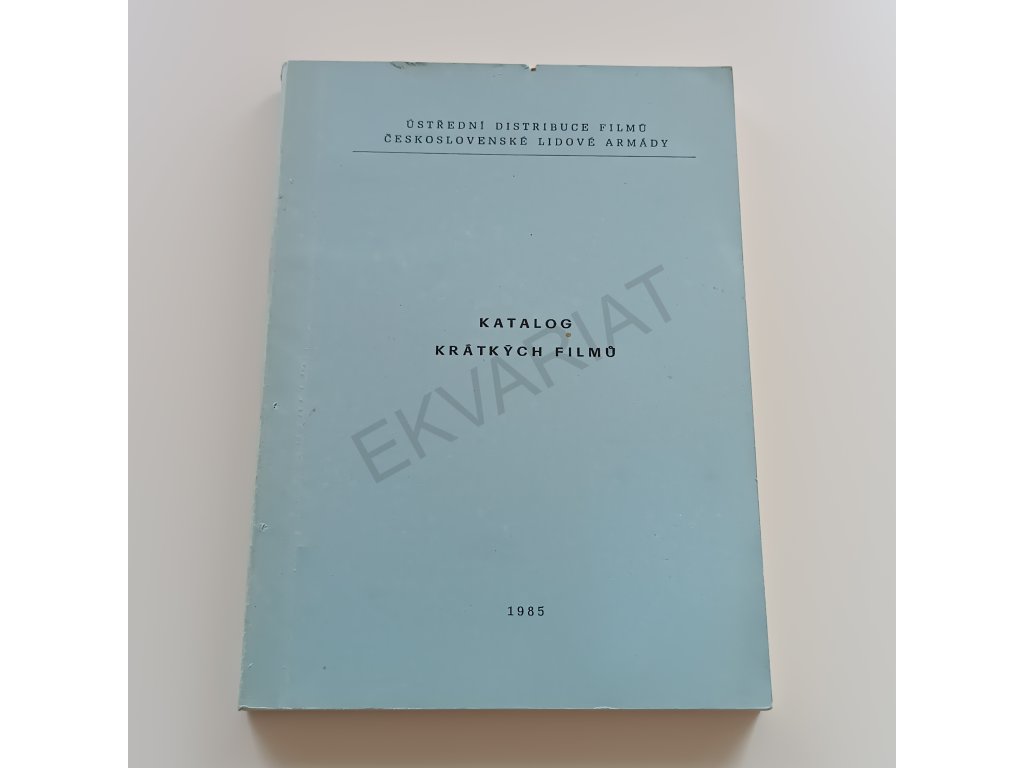 ÚSTŘEDNÍ DISTRIBUCE FILMŮ
ČESKOSLOVENSKÉ LIDOVÉ ARMÁDY
KATALOG
KRÁTKÝCH FILMŮ
EKVARIAT
1985